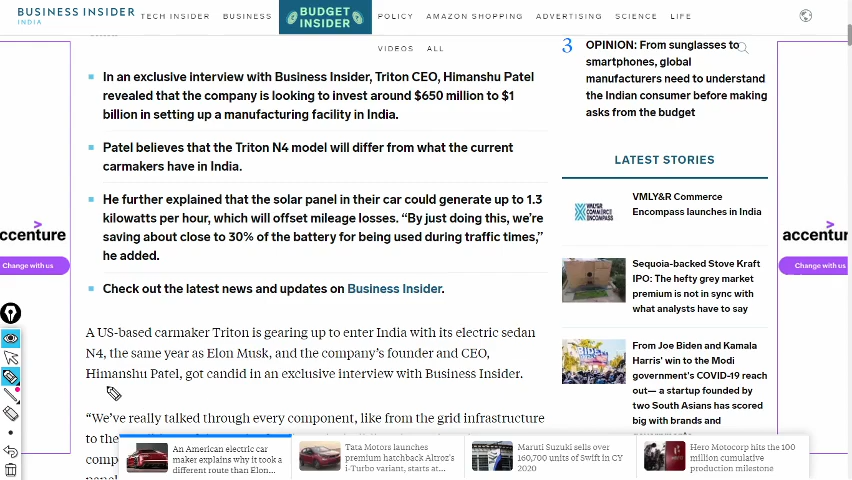 BUSINESS INSIDER
INDIA
TECH INSIDER
BUSINESS
BUDGET
INSIDER
POLICY
AMAZON SHOPPING
ADVERTISING
SCIENCE
LIFE
VIDEOS
ALL
In an exclusive interview with Business Insider, Triton CEO, Himanshu Patel
revealed that the company is looking to invest around $650 million to $1
billion in setting up a manufacturing facility in India.
Patel believes that the Triton N4 model will differ from what the current
carmakers have in India.
He further explained that the solar panel in their car could generate up to 1.3
kilowatts per hour, which will offset mileage losses. “By just doing this, we’re
saving about close to 30% of the battery for being used during traffic times,”
he added.
Check out the latest news and updates on Business Insider.
A US-based carmaker Triton is gearing up to enter India with its electric sedan
N4, the same year as Elon Musk, and the company’s founder and CEO,
Himanshu Patel, got candid in an exclusive interview with Business Insider.
“We’ve really talked through every component, like from the grid infrastructure
to the
comp
3
OPINION: From sunglasses to
smartphones, global
manufacturers need to understand
the Indian consumer before making
asks from the budget
LATEST STORIES
VMLY&R
COMMERCE
ENCOMPASS
VMLY&R Commerce
Encompass launches in India
Sequoia-backed Stove Kraft
IPO: The hefty grey market
premium is not in sync with
what analysts have to say
From Joe Biden and Kamala
Harris’ win to the Modi
government’s COVID-19 reach
out— a startup founded by
two South Asians has scored
big with brands and
accenture
Change with us
accentur
Change with us
An American electric car
maker explains why it took a
different route than Elon...
Tata Motors launches
premium hatchback Altroz's
i-Turbo variant, starts at...
Maruti Suzuki sells over
160,700 units of Swift in CY
2020
Hero Motocorp hits the 100
million cumulative
production milestone